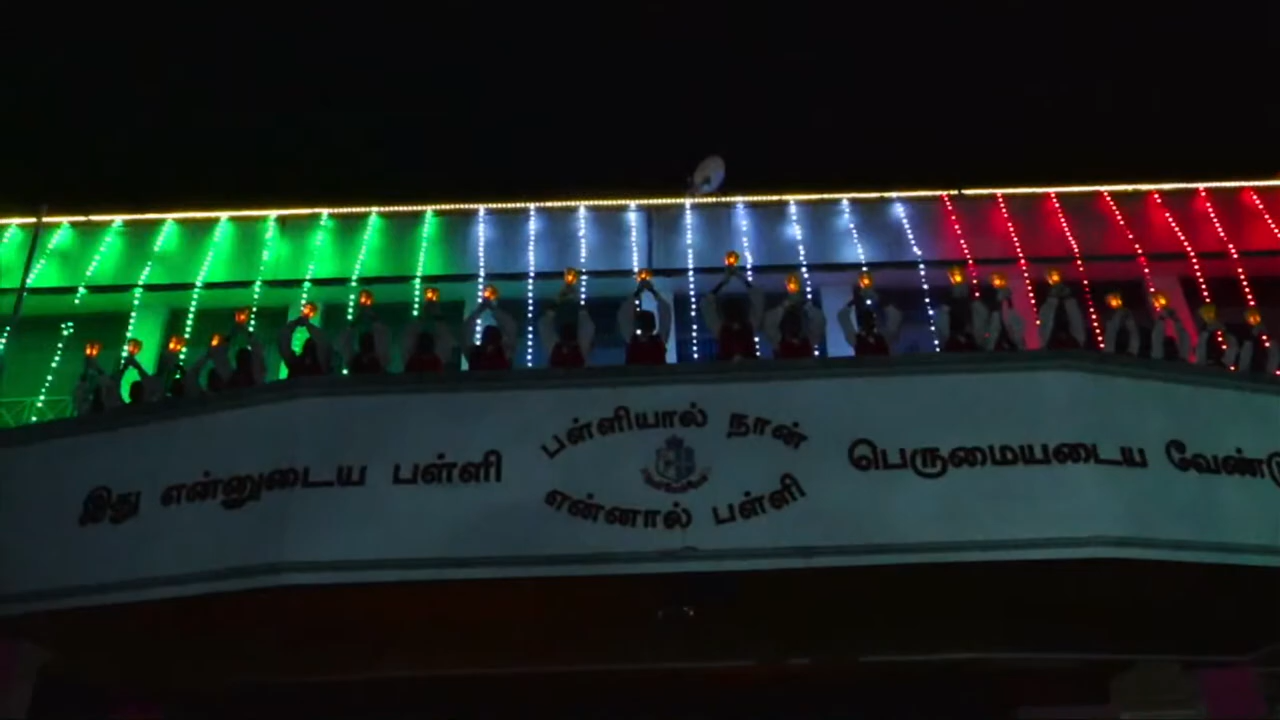 இது என்னுடைய பள்ளி
பள்ளியால் நான்
என்னால் பள்ளி
பெருமையடைய